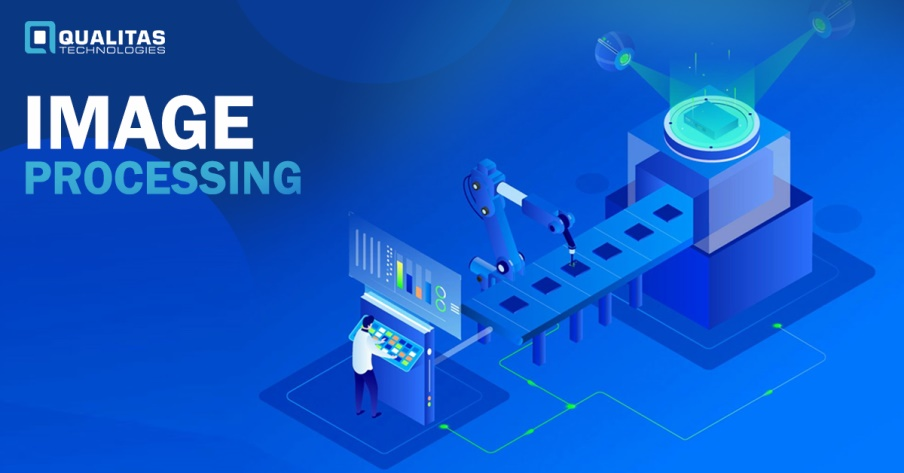 QUALITAS
TECHNOLOGIES
IMAGE
PROCESSING